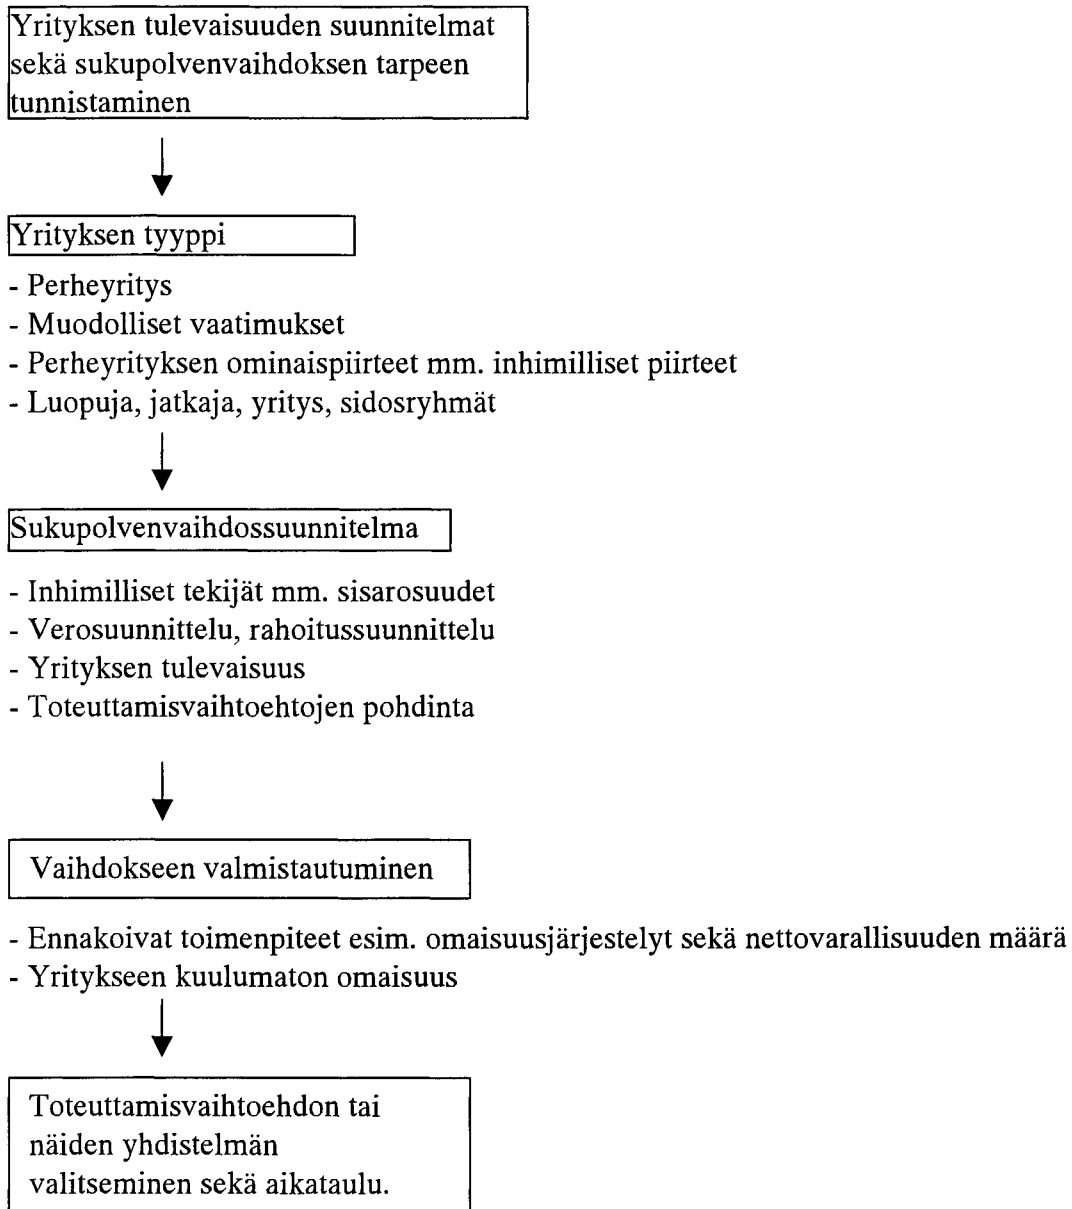 Yrityksen tulevaisuuden suunnitelmat
sekä sukupolvenvaihdoksen tarpeen
tunnistaminen
Yrityksen tyyppi
- Perheyritys
- Muodolliset vaatimukset
- Perheyrityksen ominaispiirteet mm. inhimilliset piirteet
- Luopuja, jatkaja, yritys, sidosryhmät
Sukupolvenvaihdossuunnitelma
- Inhimilliset tekijät mm. sisarosuudet
- Verosuunnittelu, rahoitussuunnittelu
- Yrityksen tulevaisuus
- Toteuttamisvaihtoehtojen pohdinta
Vaihdokseen valmistautuminen
- Ennakoivat toimenpiteet esim. omaisuusjärjestelyt sekä nettovarallisuuden määrä
- Yritykseen kuulumaton omaisuus
Toteuttamisvaihtoehdon tai
näiden yhdistelmän
valitseminen sekä aikataulu.